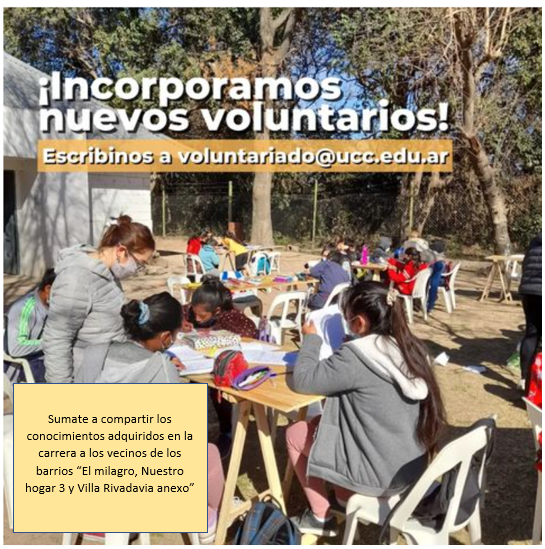 ¡Incorporamos
nuevos voluntarios!
Escribinos a voluntariado@ucc.edu.ar
Sumate a compartir los
conocimientos adquiridos en la
carrera a los vecinos de los
barrios “El milagro, Nuestro
hogar 3 y Villa Rivadavia anexo”